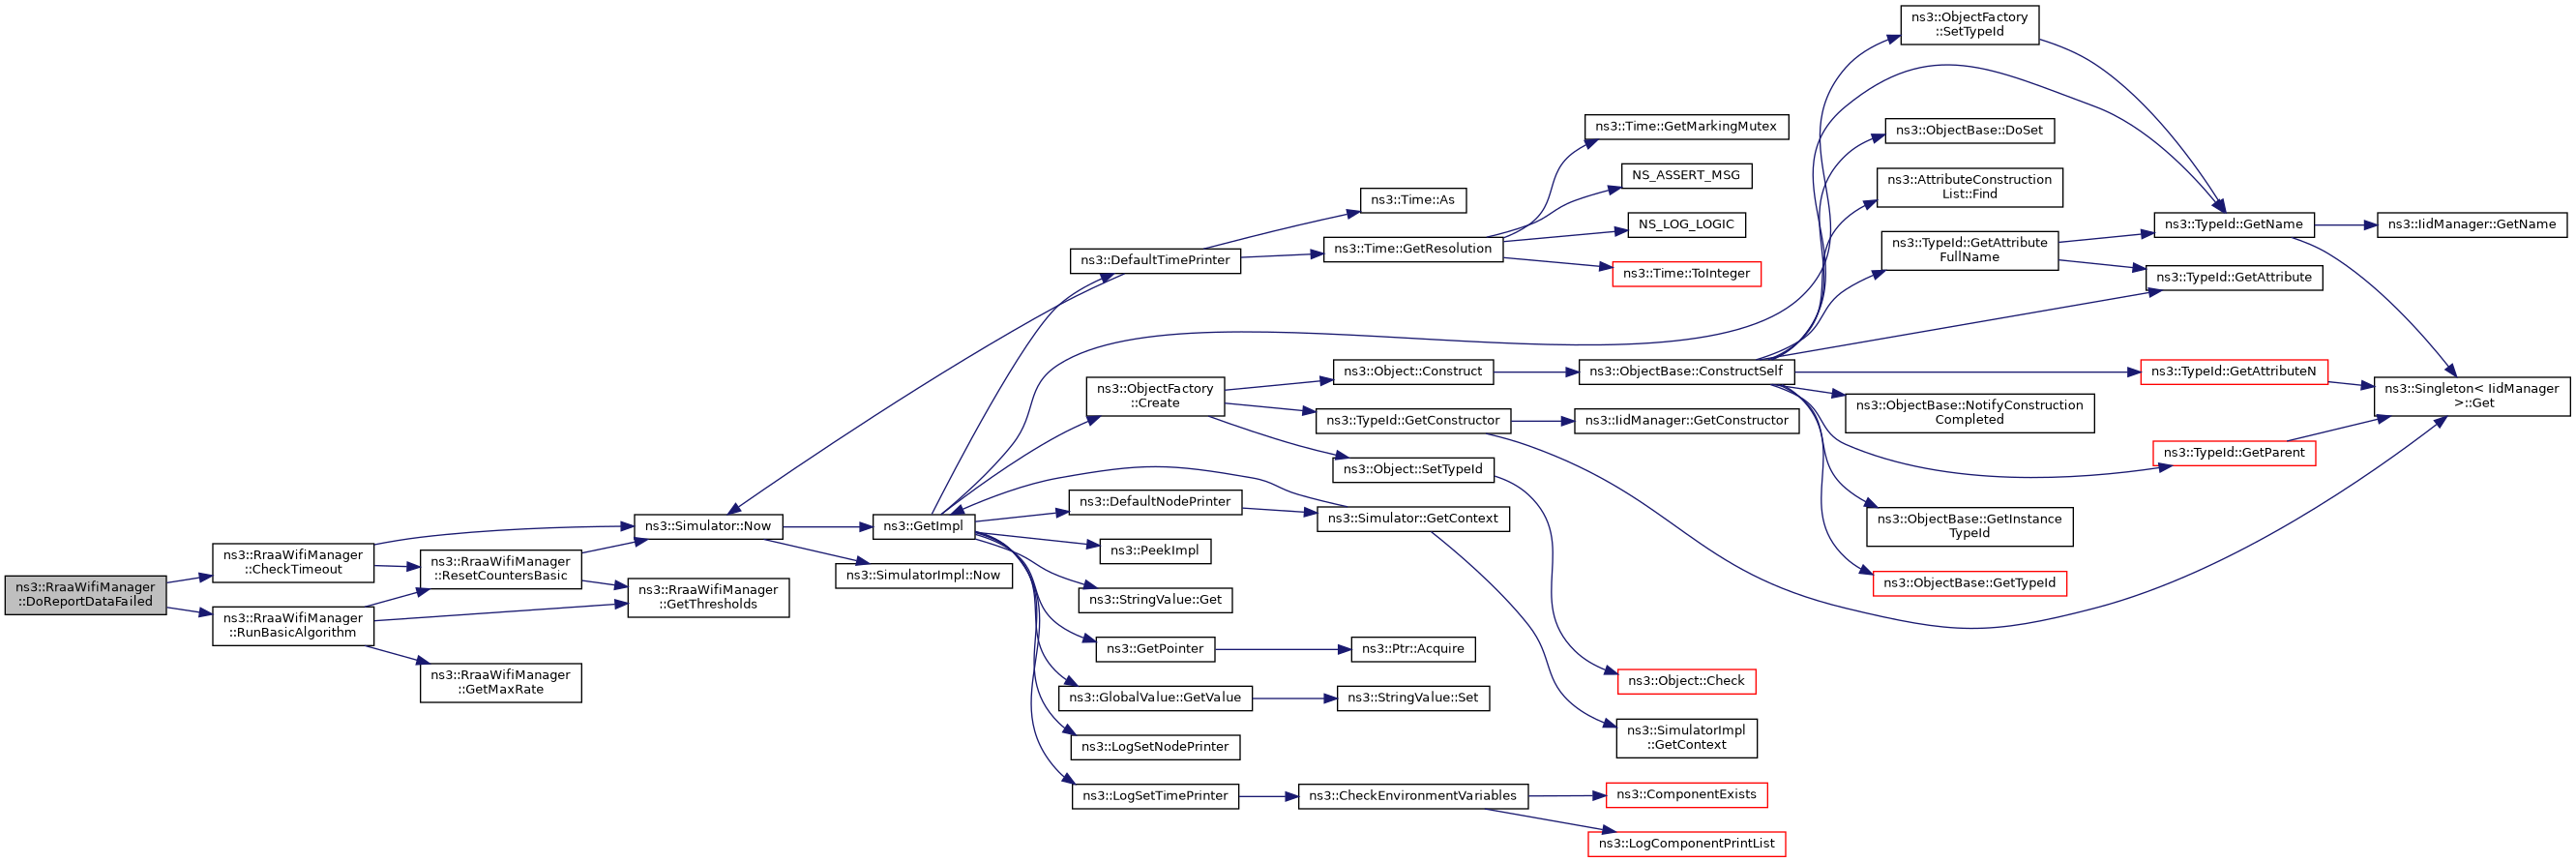 ns3::RraaWifiManager
::DoReportDataFailed
ns3::RraaWifiManager
::CheckTimeout
ns3::RraaWifiManager
::RunBasicAlgorithm
ns3::RraaWifiManager
::ResetCountersBasic
ns3::RraaWifiManager
::GetMaxRate
ns3::Simulator::Now
ns3::RraaWifiManager
::GetThresholds
ns3::GetImpl
ns3::SimulatorImpl::Now
ns3::DefaultTimePrinter
ns3::ObjectFactory
::Create
ns3::DefaultNodePrinter
ns3::PeekImpl
ns3::StringValue::Get
ns3::GetPointer
ns3::GlobalValue::GetValue
ns3::LogSetNodePrinter
ns3::LogSetTimePrinter
ns3::Time::As
ns3::Time::GetResolution
ns3::Object::Construct
ns3::TypeId::GetConstructor
ns3::Object::SetTypeId
ns3::Simulator::GetContext
ns3::Ptr::Acquire
ns3::StringValue::Set
ns3::CheckEnvironmentVariables
ns3::Time::GetMarkingMutex
NS_ASSERT_MSG
NS_LOG_LOGIC
ns3::Time::ToInteger
ns3::ObjectBase::ConstructSelf
ns3::IidManager::GetConstructor
ns3::Object::Check
ns3::SimulatorImpl
::GetContext
ns3::ComponentExists
ns3::LogComponentPrintList
ns3::ObjectFactory
::SetTypeId
ns3::ObjectBase::DoSet
ns3::AttributeConstruction
List::Find
ns3::TypeId::GetAttribute
FullName
ns3::ObjectBase::NotifyConstruction
Completed
ns3::ObjectBase::GetInstance
TypeId
ns3::ObjectBase::GetTypeId
ns3::TypeId::GetName
ns3::TypeId::GetAttribute
ns3::TypeId::GetAttributeN
ns3::TypeId::GetParent
ns3::IidManager::GetName
ns3::Singleton< IidManager
>::Get